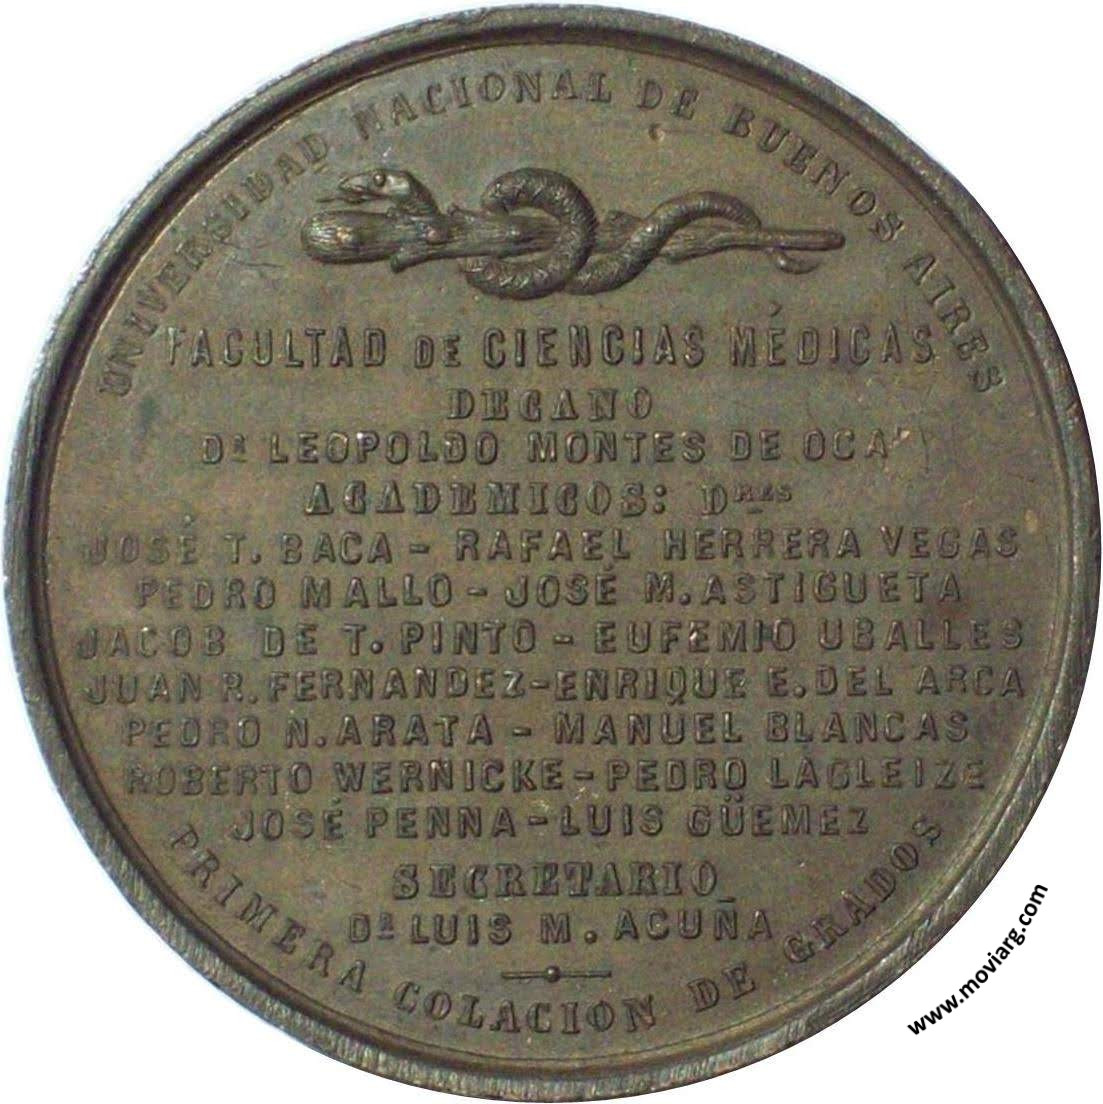 UNIVERSIDAD NACIONAL DE BUENOS AIRES
FACULTAD DE CIENCIAS MÉDICAS
DECANO
DR LEOPOLDO MONTES DE OCA
ACADEMICOS: DRES
JOSÉ T. BACA - RAFAEL HERRERA VEGAS
PEDRO MALLO - JOSÉ M. ASTIGUETA
JACOB DE T. PINTO - EUFEMIO UBALLES
JUAN R. FERNANDEZ - ENRIQUE E. DEL ARCA
PEDRO N. ARATA - MANUEL BLANCAS
ROBERTO WERNICKE - PEDRO LAGLEIZE
JOSÉ PENNA - LUIS GÜEMEZ
SECRETARIO
DR LUIS M. ACUÑA
PRIMERA COLACION DE GRADOS
www.moviarg.com